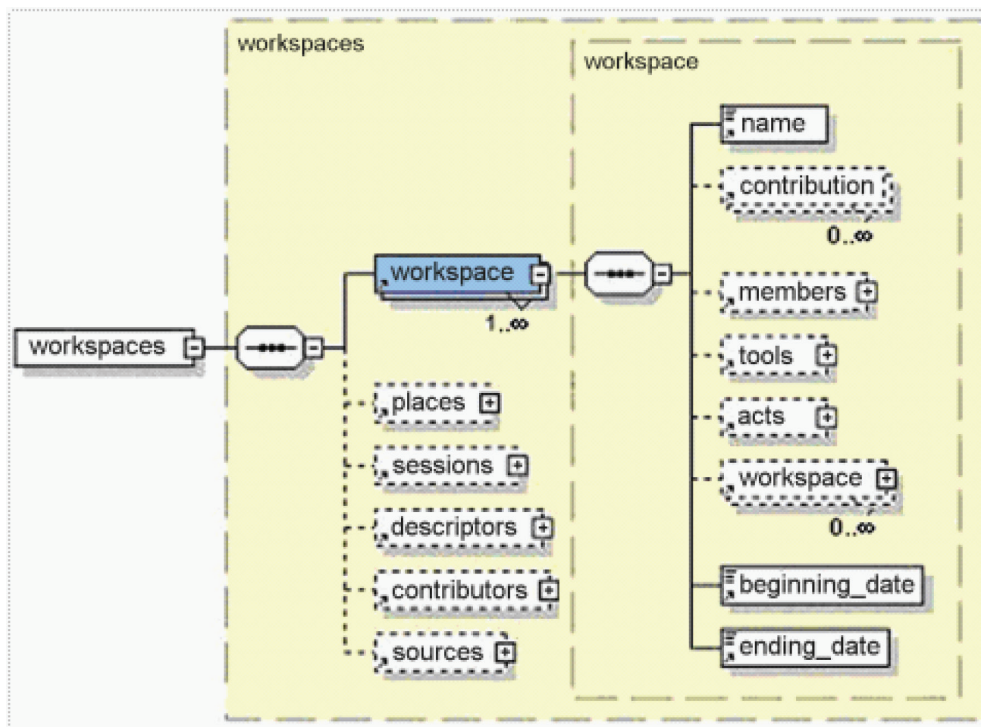 workspaces
workspace
name
contribution
0..∞
workspace
1..∞
members
workspaces
tools
places
acts
sessions
workspace
0..∞
descriptors
contributors
beginning_date
sources
ending_date